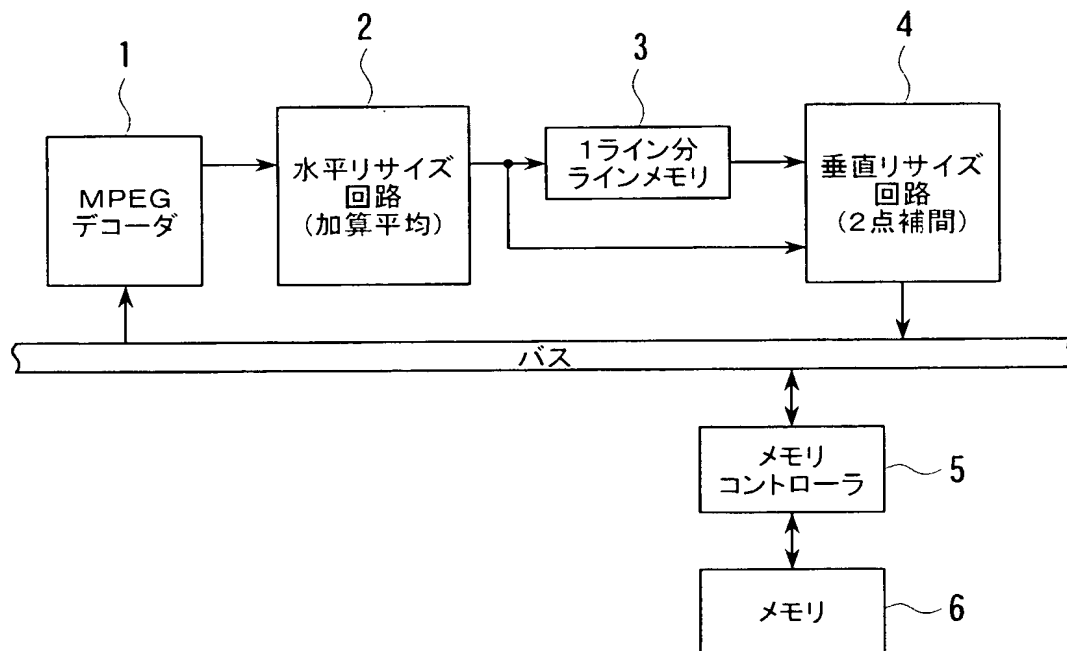 1
2
3
4
MPEG
デコーダ
水平リサイズ
回路
(加算平均)
1ライン分
ラインメモリ
垂直リサイズ
回路
(2点補間)
バス
メモリ
コントローラ
5
メモリ
6